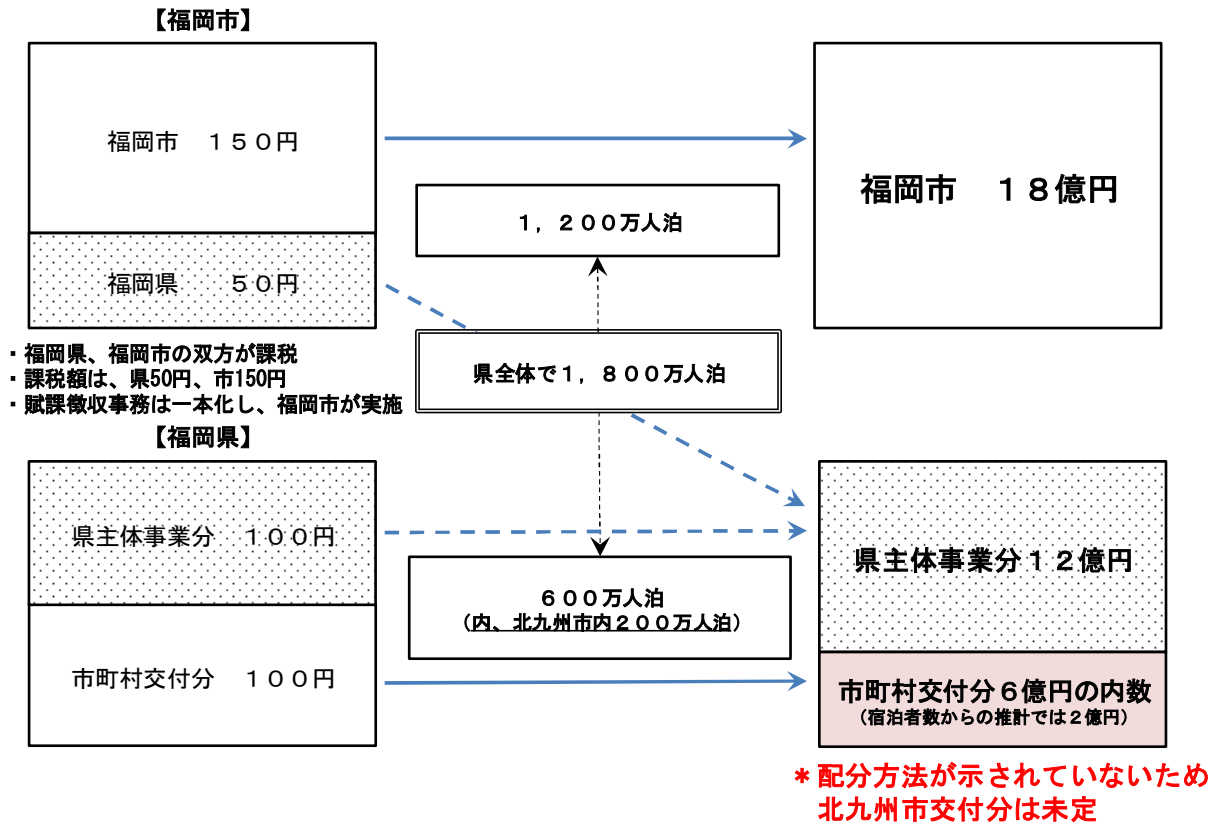 【福岡市】
福岡市　１５０円
福岡県　　５０円
福岡市　１８億円
１，２００万人泊
県全体で１，８００万人泊
・福岡県、福岡市の双方が課税
・課税額は、県50円、市150円
・賦課徴収事務は一本化し、福岡市が実施
【福岡県】
県主体事業分　１００円
市町村交付分　１００円
６００万人泊
（内、北九州市内２００万人泊）
県主体事業分１２億円
市町村交付分６億円の内数
（宿泊者数からの推計では２億円）
＊配分方法が示されていないため
北九州市交付分は未定